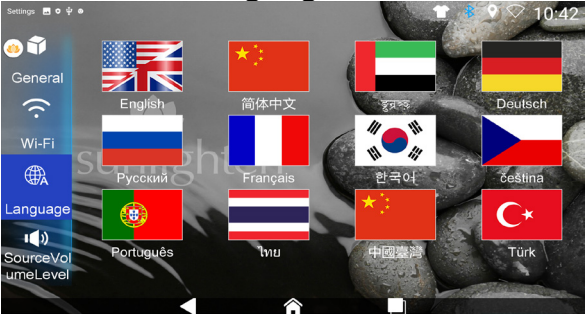 Settings
10:42
General
Wi-Fi
Language
SourceVol
umeLevel
sunlighten
English
简体中文
Deutsch
Русский
Français
한국어
čeština
Português
ไทย
中國臺灣
Türk